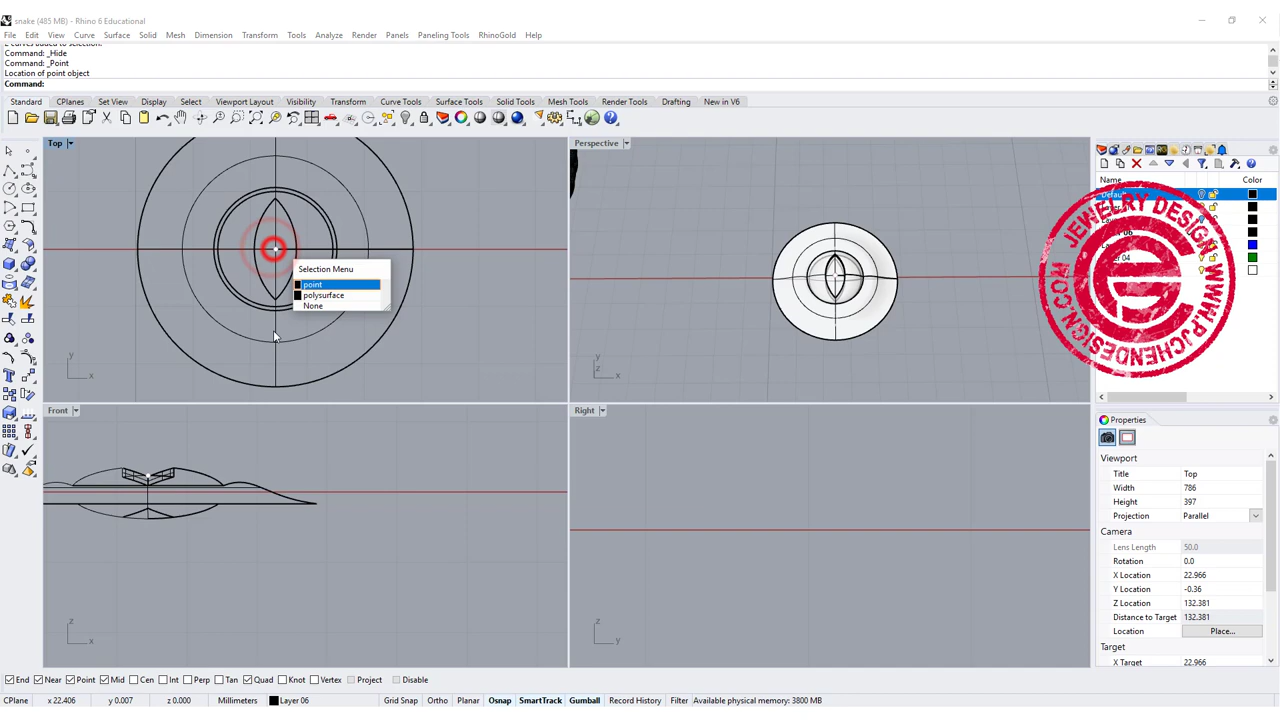 snake (485 MB) - Rhino 6 Educational
File Edit View Curve Surface Solid Mesh Dimension Transform Tools Analyze Render Panels Paneling Tools RhinoGold Help
Command: _Hide
Command: _Point
Location of point object
Command:
Standard CPlanes Set View Display Select Viewport Layout Visibility Transform Curve Tools Surface Tools Solid Tools Mesh Tools Render Tools Drafting New in V6
Top
Perspective
Name Color
JEWELRY DESIGN
WWW.PJCHENDESIGN.COM
Selection Menu
point
polysurface
None
y x
y z x
Front
Right
z x
z y
Properties
Viewport
Title Top
Width 786
Height 397
Projection Parallel
Camera
Lens Length 50.0
Rotation 0.0
X Location 22.966
Y Location -0.36
Z Location 132.381
Distance to Target 132.381
Location Place...
Target
X Target 22.966
End Near Point Mid Cen Int Perp Tan Quad Knot Vertex Project Disable
CPlane x 22.406 y 0.007 z 0.000 Millimeters Layer 06 Grid Snap Ortho Planar Osnap SmartTrack Gumball Record History Filter Available physical memory: 3800 MB